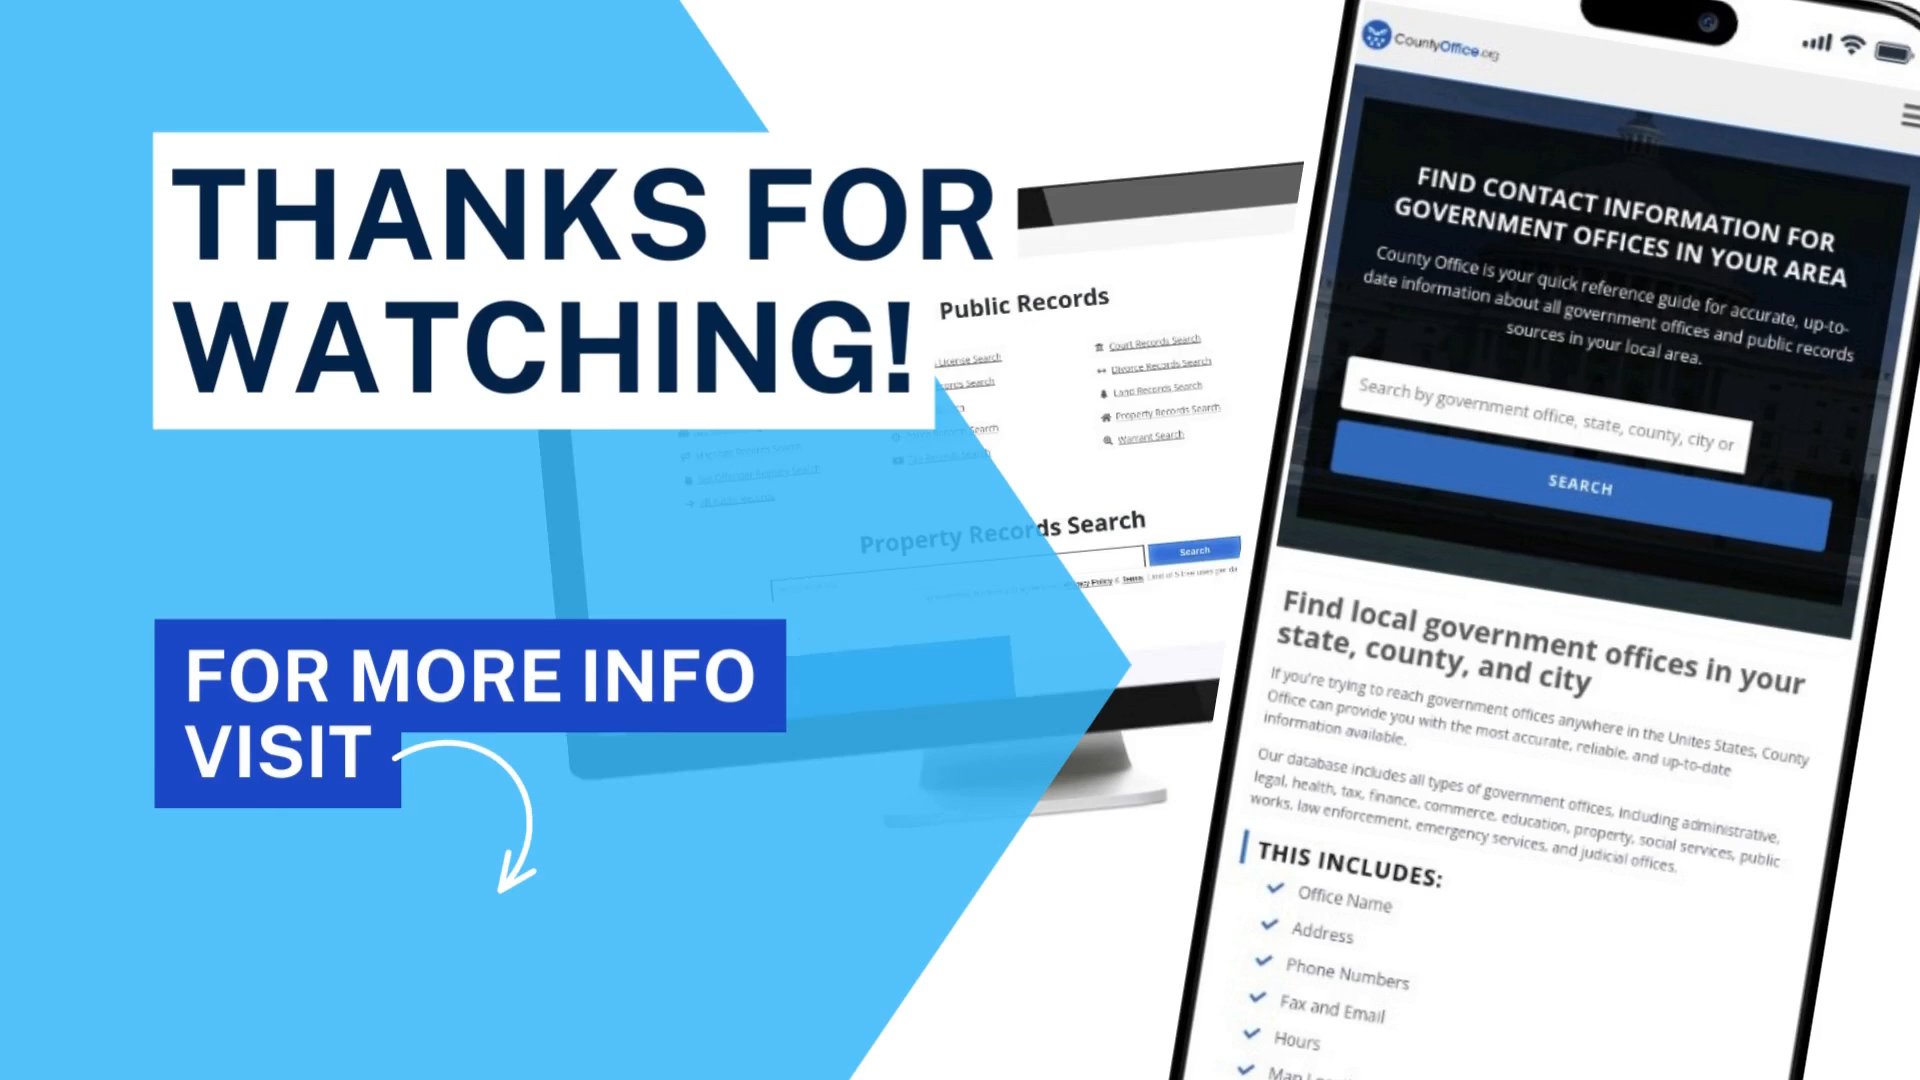 THANKS FOR
WATCHING!
FOR MORE INFO
VISIT
Public Records
License Search
Search
Search
Court Records Search
Divorce Records Search
Land Records Search
Property Records Search
Warrant Search
Property Records Search
Search
Privacy Policy & Terms
CountyOffice.org
FIND CONTACT INFORMATION FOR
GOVERNMENT OFFICES IN YOUR AREA
County Office is your quick reference guide for accurate, up-to-
date information about all government offices and public records
sources in your local area.
Search by government office, state, county, city or
SEARCH
Find local government offices in your
state, county, and city
If you're trying to reach government offices anywhere in the Unites States, County
Office can provide you with the most accurate, reliable, and up-to-date
information available.
Our database includes all types of government offices, including administrative,
legal, health, tax, finance, commerce, education, property, social services, public
works, law enforcement, emergency services, and judicial offices.
THIS INCLUDES:
Office Name
Address
Phone Numbers
Fax and Email
Hours